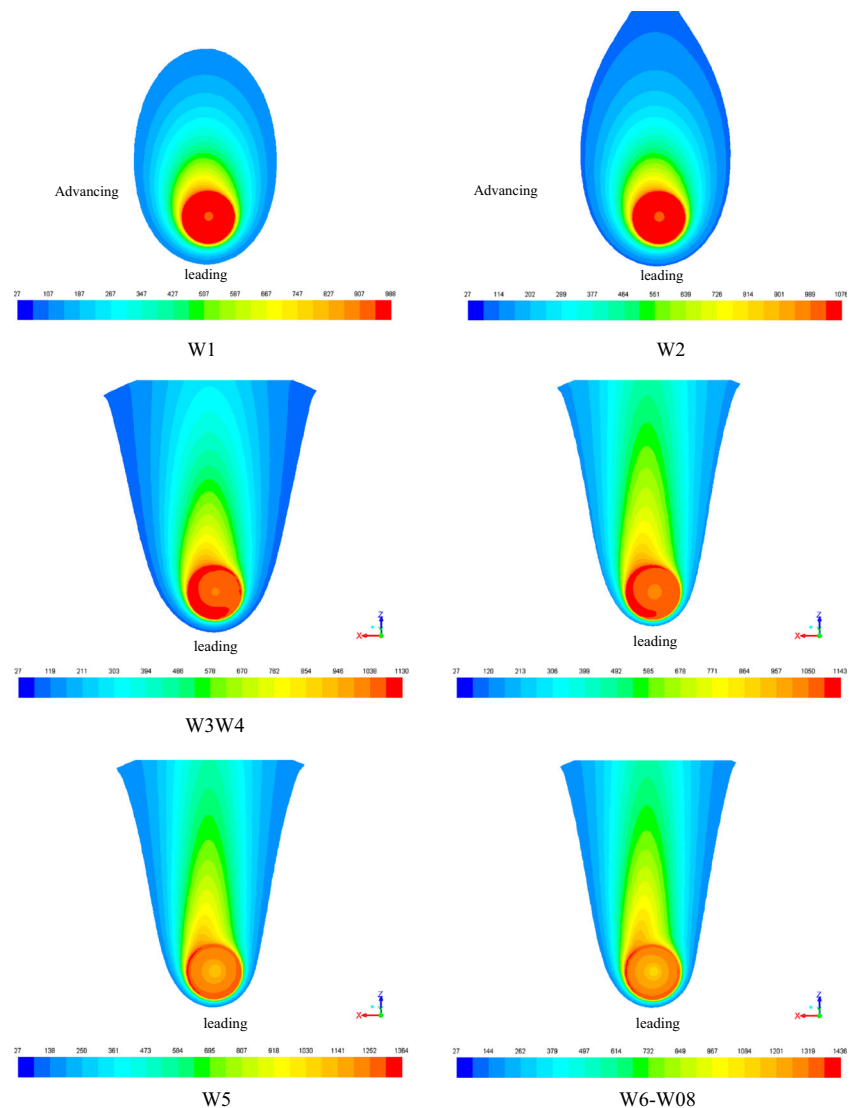 Advancing
leading
27 107 187 267 347 427 507 587 667 747 827 907 988
W1
Advancing
leading
27 114 202 289 377 464 551 639 726 814 901 989 1076
W2
leading
Z
X
27 119 211 303 394 486 578 670 782 854 946 1038 1130
W3W4
leading
Z
X
27 120 213 306 399 492 585 678 771 864 957 1050 1143
leading
Z
X
27 138 250 361 473 584 695 807 918 1030 1141 1252 1364
W5
leading
Z
X
27 144 262 379 497 614 732 849 967 1084 1201 1319 1436
W6-W08